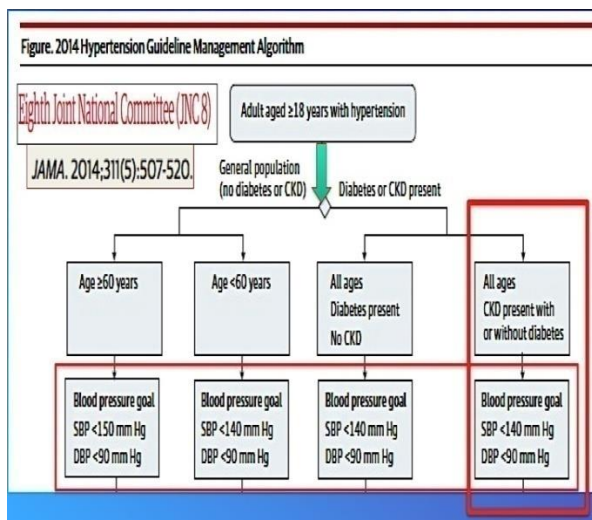 Figure. 2014 Hypertension Guideline Management Algorithm
Eighth Joint National Committee (JNC 8)
JAMA. 2014;311(5):507-520.
Adult aged ≥18 years with hypertension
General population
(no diabetes or CKD)
Diabetes or CKD present
Age ≥60 years
Age <60 years
All ages
Diabetes present
No CKD
All ages
CKD present with
or without diabetes
Blood pressure goal
SBP <150 mm Hg
DBP <90 mm Hg
Blood pressure goal
SBP <140 mm Hg
DBP <90 mm Hg
Blood pressure goal
SBP <140 mm Hg
DBP <90 mm Hg
Blood pressure goal
SBP <140 mm Hg
DBP <90 mm Hg